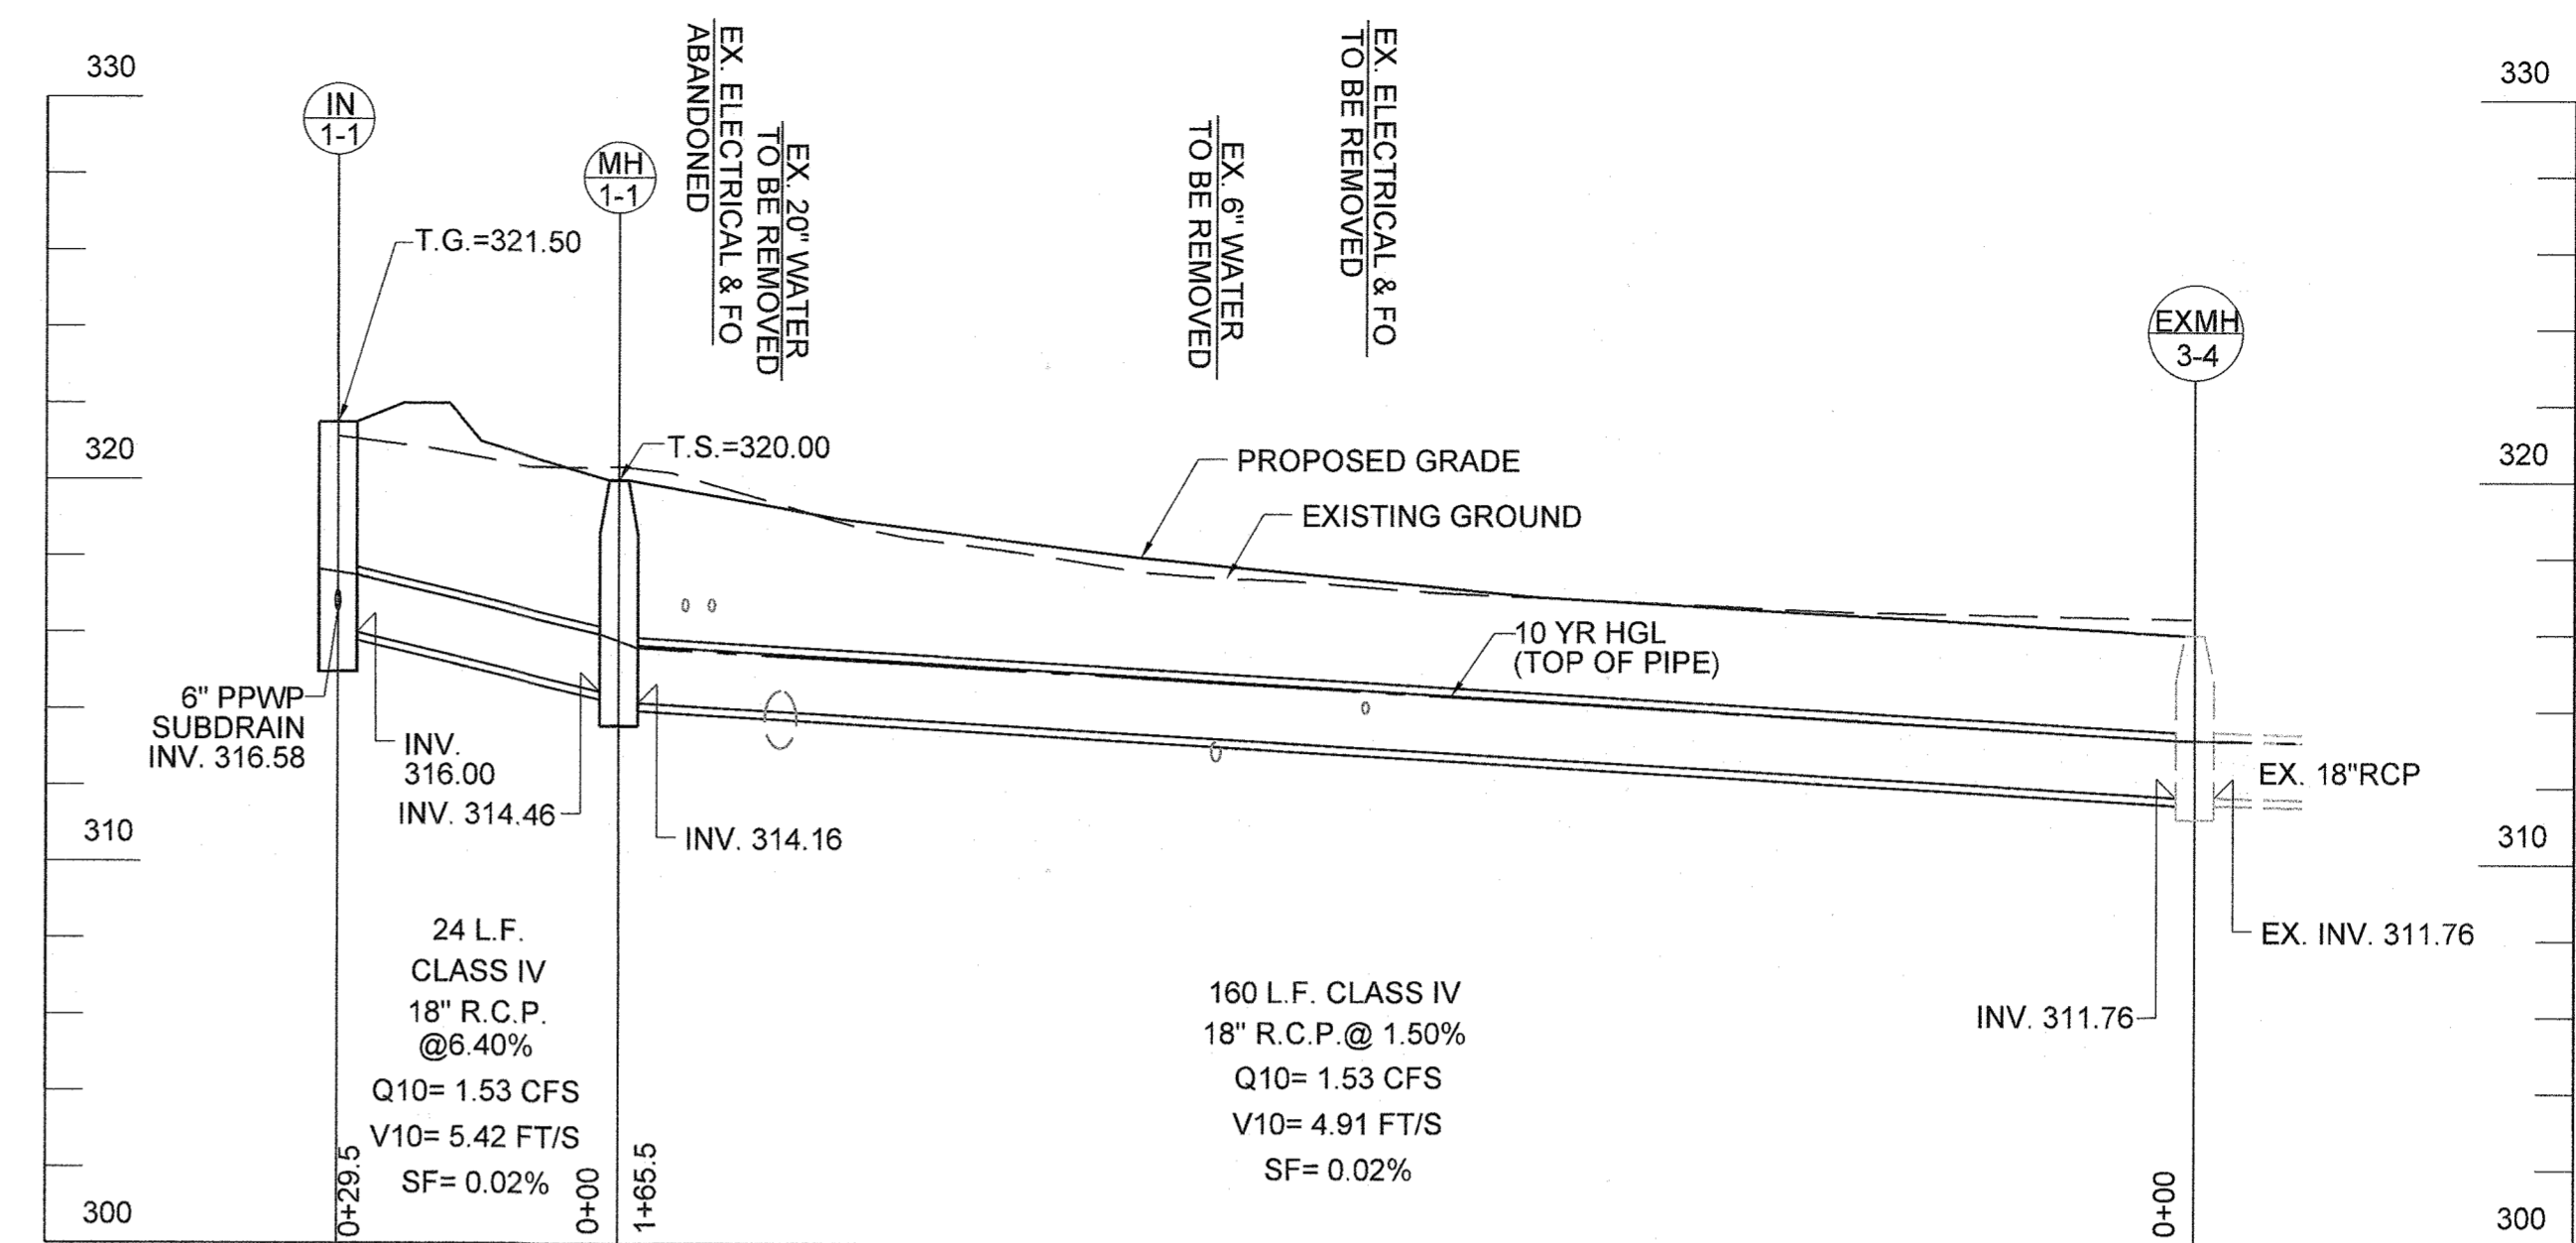 330
330
IN
1-1
MH
1-1
EX. ELECTRICAL & FO
ABANDONED
EX. 20" WATER
TO BE REMOVED
EX. 6" WATER
TO BE REMOVED
EX. ELECTRICAL & FO
TO BE REMOVED
EXMH
3-4
T.G.=321.50
320
T.S.=320.00
PROPOSED GRADE
EXISTING GROUND
320
10 YR HGL
(TOP OF PIPE)
6" PPWP
SUBDRAIN
INV. 316.58
INV.
316.00
INV. 314.46
INV. 314.16
EX. 18"RCP
310
310
EX. INV. 311.76
INV. 311.76
24 L.F.
CLASS IV
18" R.C.P.
@6.40%
Q10= 1.53 CFS
V10= 5.42 FT/S
SF= 0.02%
160 L.F. CLASS IV
18" R.C.P.@ 1.50%
Q10= 1.53 CFS
V10= 4.91 FT/S
SF= 0.02%
300
0+29.5
0+00
1+65.5
0+00
300